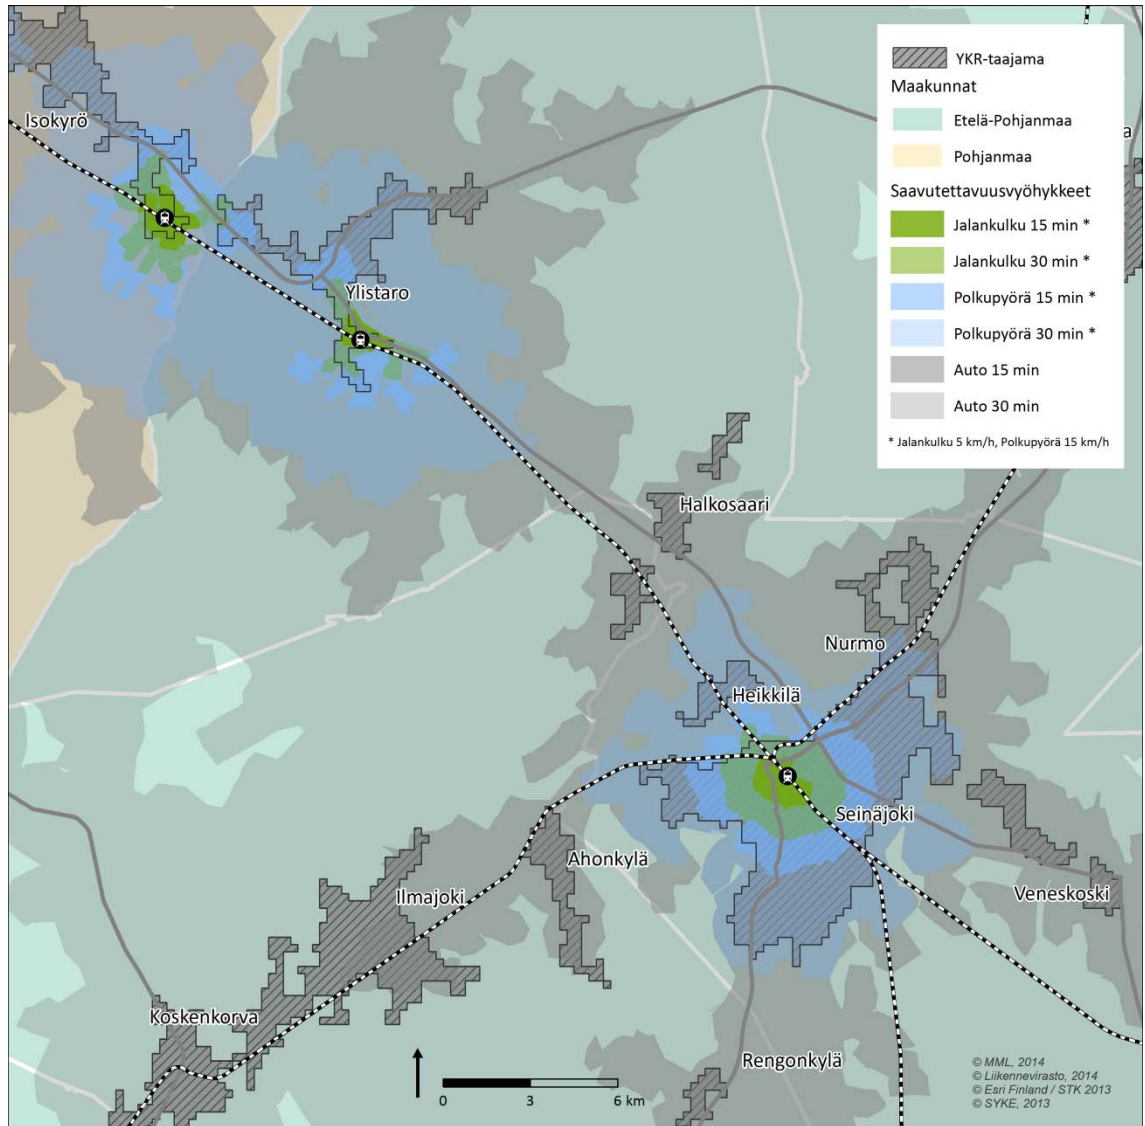 YKR-taajama
Maakunnat
Etelä-Pohjanmaa
Pohjanmaa
Saavutettavuusvyöhykkeet
Jalankulku 15 min *
Jalankulku 30 min *
Polkupyörä 15 min *
Polkupyörä 30 min *
Auto 15 min
Auto 30 min
* Jalankulku 5 km/h, Polkupyörä 15 km/h
Isokyrö
a
Ylistaro
Halkosaari
Nurmo
Heikkilä
Seinäjoki
Ahonkylä
Ilmajoki
Veneskoski
Koskenkorva
Rengonkylä
0 3 6 km
© MML, 2014
© Liikennevirasto, 2014
© Esri Finland / STK 2013
© SYKE, 2013